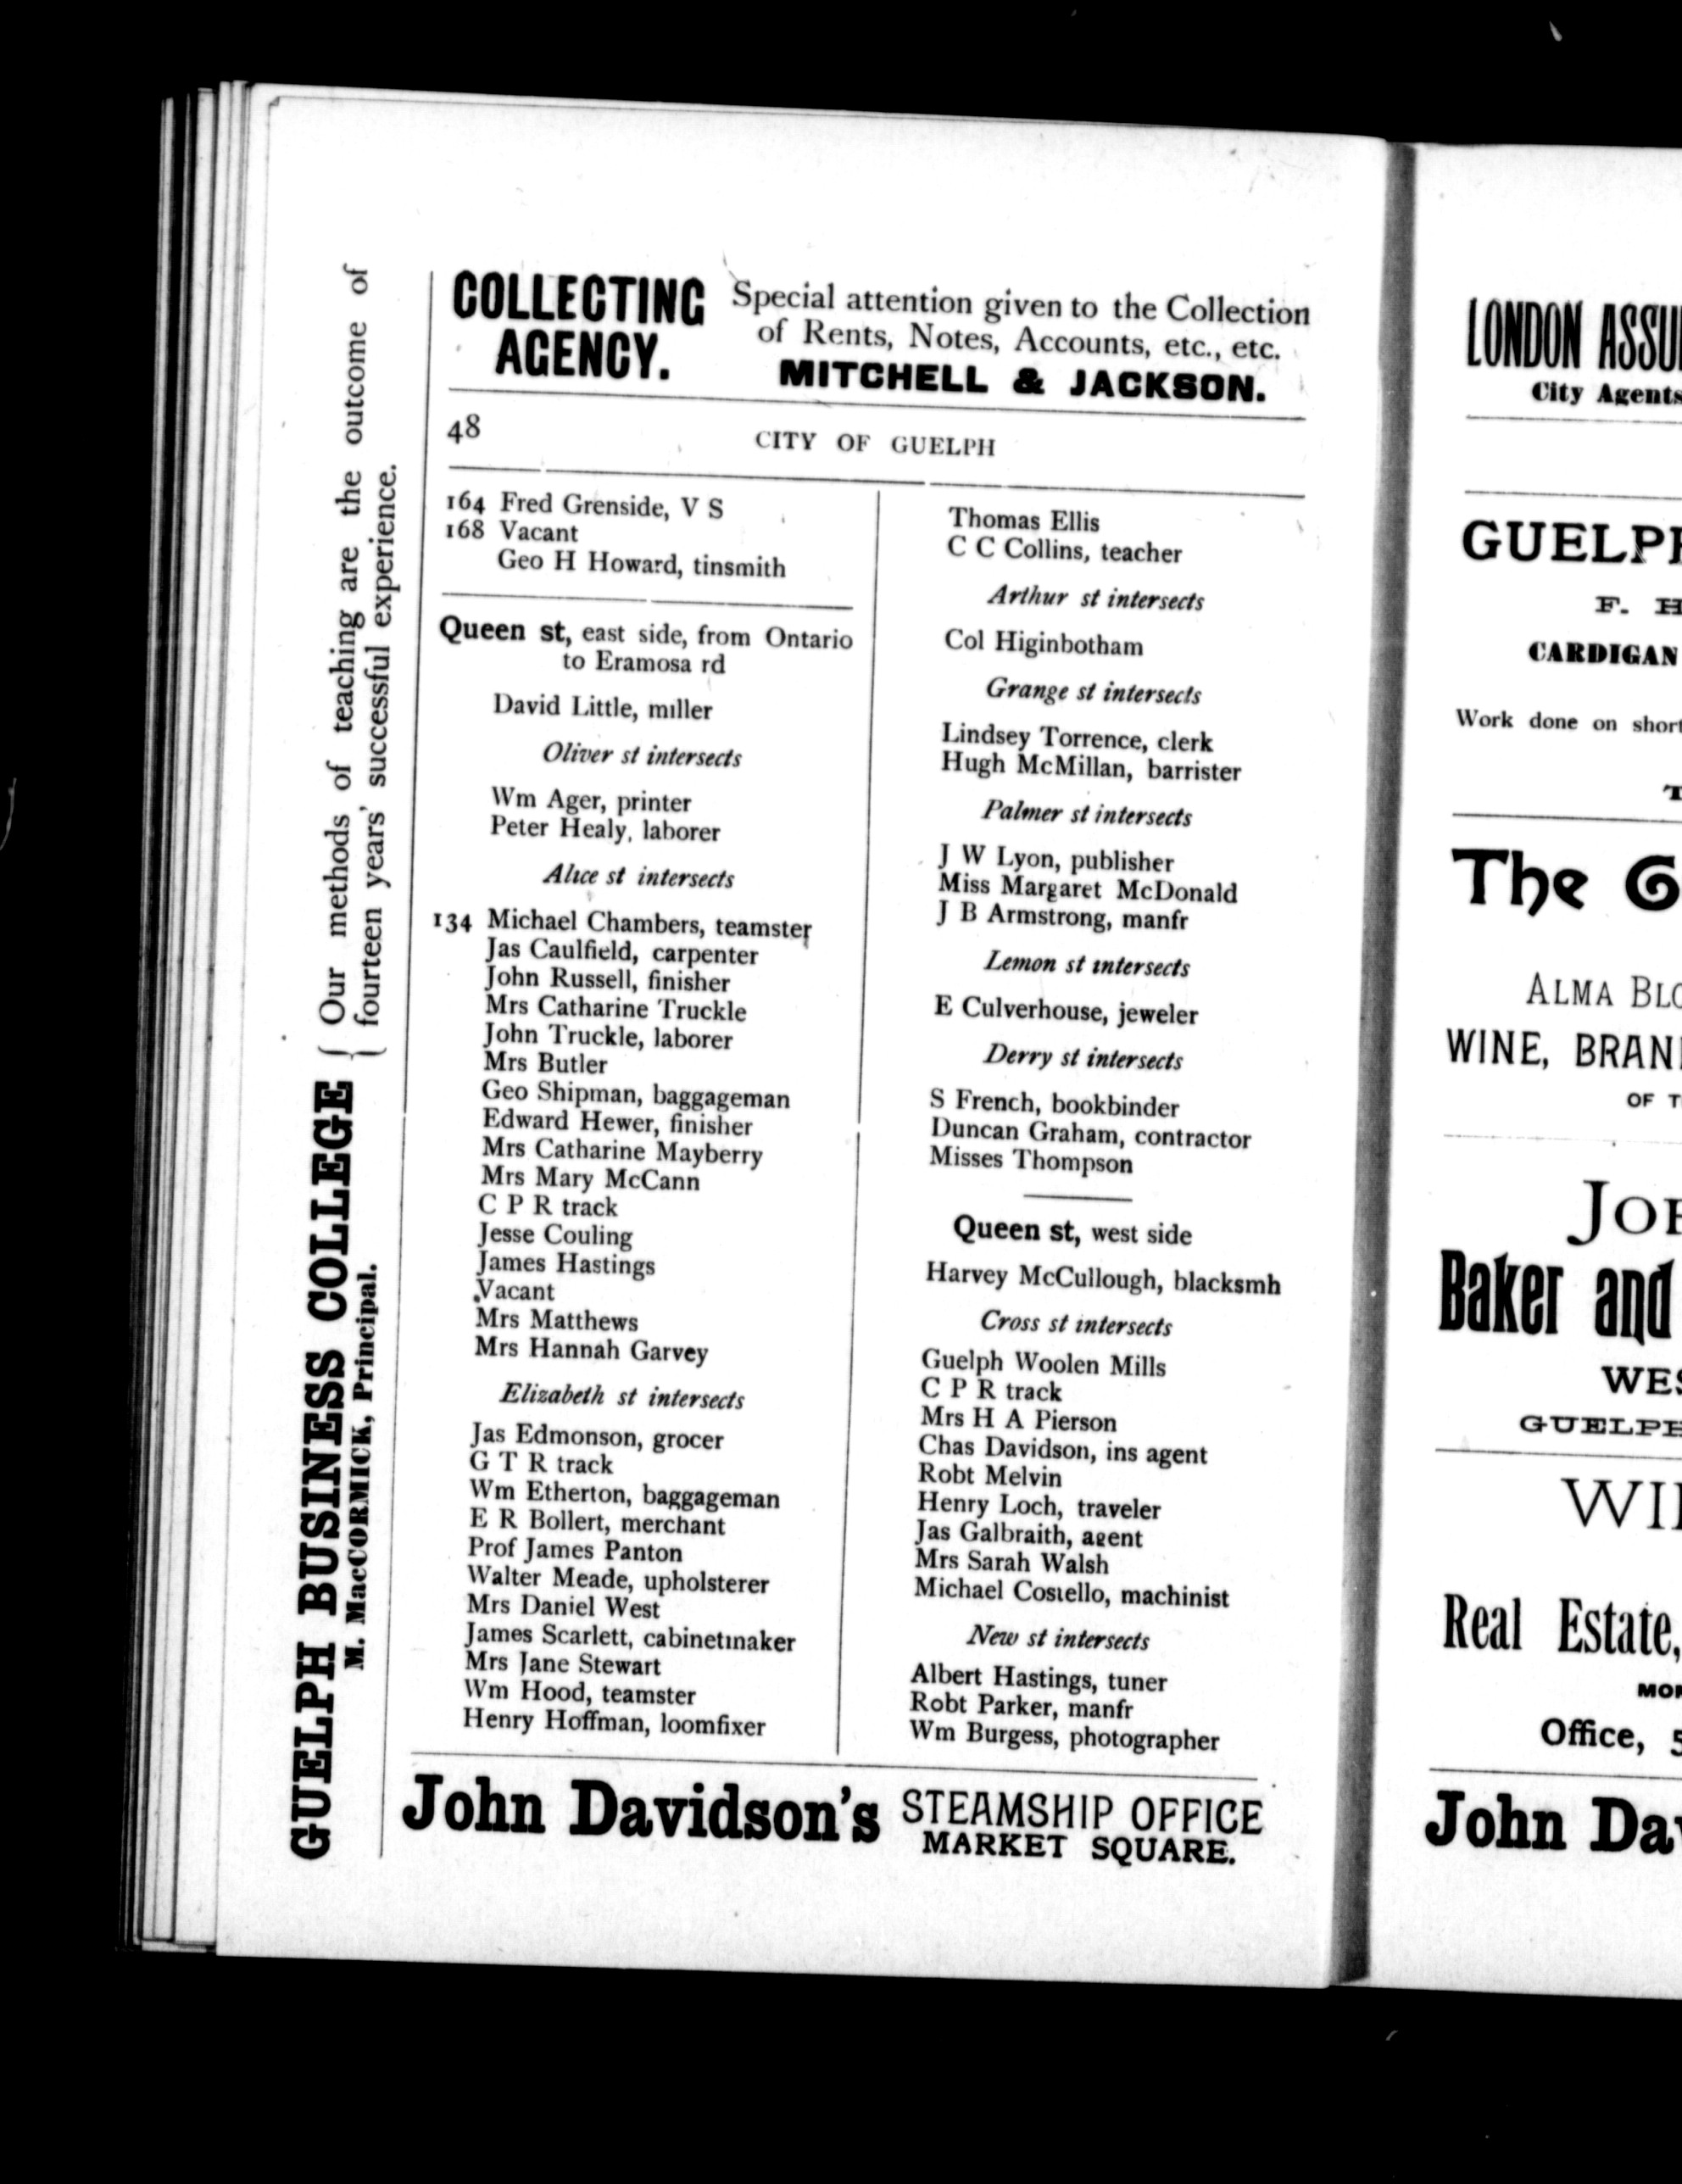 COLLECTING
AGENCY.
Special attention given to the Collection
of Rents, Notes, Accounts, etc., etc.
MITCHELL & JACKSON.
48
CITY OF GUELPH
164 Fred Grenside, V S
168 Vacant
Geo H Howard, tinsmith
Queen st, east side, from Ontario
to Eramosa rd
David Little, miller
Oliver st intersects
Wm Ager, printer
Peter Healy, laborer
Alice st intersects
134 Michael Chambers, teamster
Jas Caulfield, carpenter
John Russell, finisher
Mrs Catharine Truckle
John Truckle, laborer
Mrs Butler
Geo Shipman, baggageman
Edward Hewer, finisher
Mrs Catharine Mayberry
Mrs Mary McCann
C P R track
Jesse Couling
James Hastings
Vacant
Mrs Matthews
Mrs Hannah Garvey
Elizabeth st intersects
Jas Edmonson, grocer
G T R track
Wm Etherton, baggageman
E R Bollert, merchant
Prof James Panton
Walter Meade, upholsterer
Mrs Daniel West
James Scarlett, cabinetmaker
Mrs Jane Stewart
Wm Hood, teamster
Henry Hoffman, loomfixer
Thomas Ellis
C C Collins, teacher
Arthur st intersects
Col Higinbotham
Grange st intersects
Lindsey Torrence, clerk
Hugh McMillan, barrister
Palmer st intersects
J W Lyon, publisher
Miss Margaret McDonald
J B Armstrong, manfr
Lemon st intersects
E Culverhouse, jeweler
Derry st intersects
S French, bookbinder
Duncan Graham, contractor
Misses Thompson
Queen st, west side
Harvey McCullough, blacksmh
Cross st intersects
Guelph Woolen Mills
C P R track
Mrs H A Pierson
Chas Davidson, ins agent
Robt Melvin
Henry Loch, traveler
Jas Galbraith, agent
Mrs Sarah Walsh
Michael Costello, machinist
New st intersects
Albert Hastings, tuner
Robt Parker, manfr
Wm Burgess, photographer
John Davidson's
STEAMSHIP OFFICE
MARKET SQUARE.
GUELPH BUSINESS COLLEGE
M. MacCORMICK, Principal.
{ Our methods of teaching are the outcome of
fourteen years' successful experience.
LONDON
City Agents
GUELPH
F. H
CARDIGAN
Work done on short
The G
ALMA
WINE,
OF
Baker and
GUELPH
Real Estate,
Office, 5
John